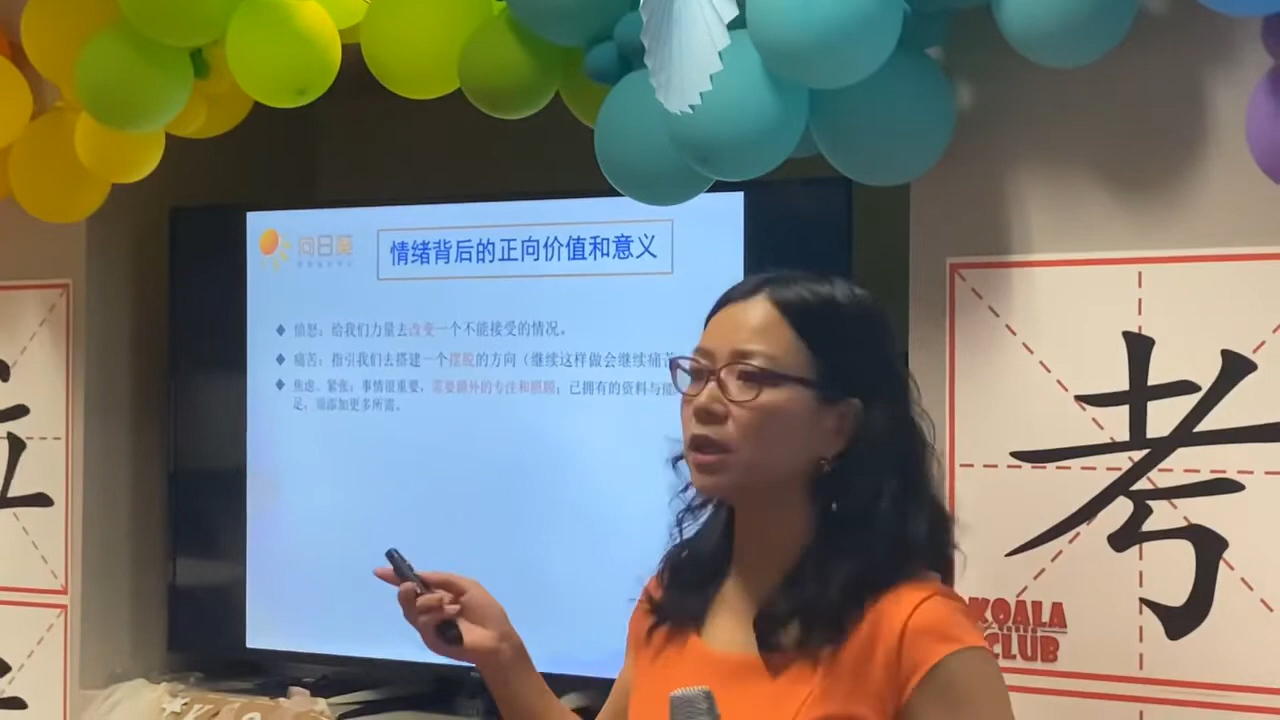 向日葵
情绪背后的正向价值和意义
◆ 愤怒：给我们力量去改变一个不能接受的情况。
◆ 痛苦：指引我们去搭建一个摆脱的方向（继续这样做会继续痛苦
◆ 焦虑、紧张：事情很重要，需要额外的专注和照顾；已拥有的资料与能
足，须添加更多所需。
考
KOALA
CLUB